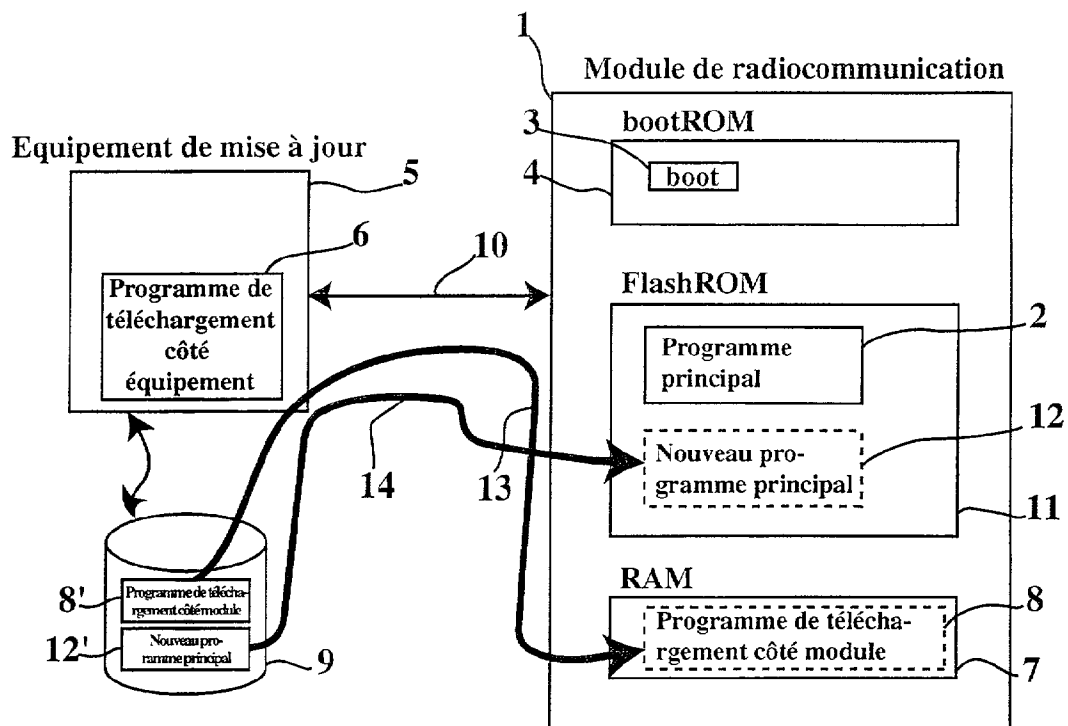 1
Module de radiocommunication
bootROM
3
boot
4
Equipement de mise à jour
5
6
Programme de
téléchargement
côté
équipement
10
FlashROM
2
Programme
principal
12
Nouveau pro-
gramme principal
11
14
13
RAM
8
Programme de télécha-
rgement côté module
7
8'
Programme de télécha-
rgement côté module
12'
Nouveau pro-
ramme principal
9